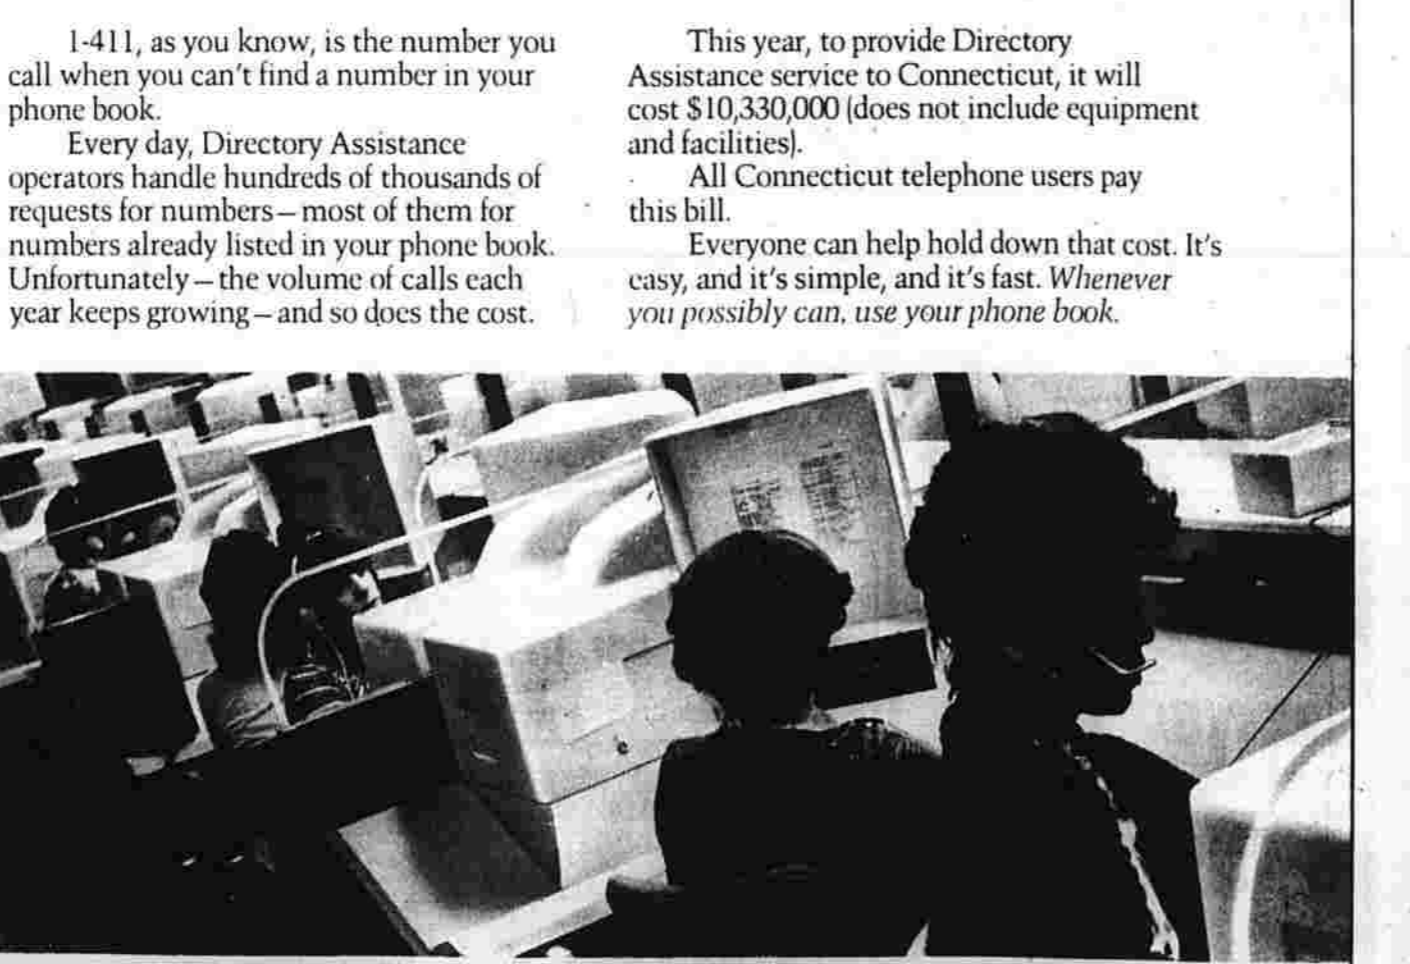 1-411, as you know, is the number you
call when you can't find a number in your
phone book.
Every day, Directory Assistance
operators handle hundreds of thousands of
requests for numbers—most of them for
numbers already listed in your phone book.
Unfortunately—the volume of calls each
year keeps growing—and so does the cost.
This year, to provide Directory
Assistance service to Connecticut, it will
cost $10,330,000 (does not include equipment
and facilities).
All Connecticut telephone users pay
this bill.
Everyone can help hold down that cost. It's
easy, and it's simple, and it's fast. Whenever
you possibly can, use your phone book.